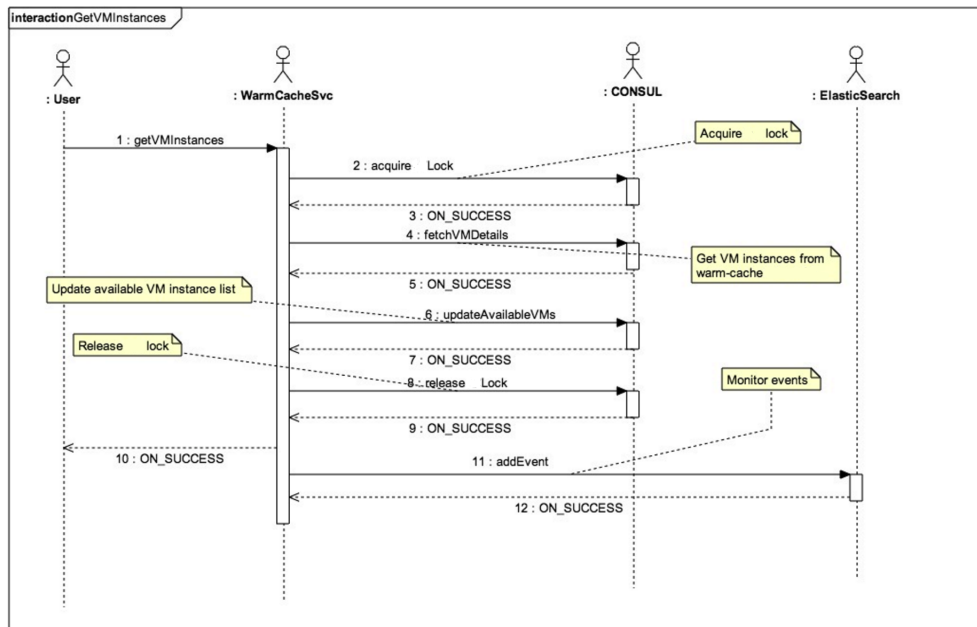 interactionGetVMInstances
: User
: WarmCacheSvc
: CONSUL
: ElasticSearch
1 : getVMInstances
Acquire lock
2 : acquire Lock
3 : ON_SUCCESS
4 : fetchVMDetails
Get VM instances from
warm-cache
5 : ON_SUCCESS
Update available VM instance list
6 : updateAvailableVMs
Release lock
7 : ON_SUCCESS
Monitor events
8 : release Lock
9 : ON_SUCCESS
10 : ON_SUCCESS
11 : addEvent
12 : ON_SUCCESS